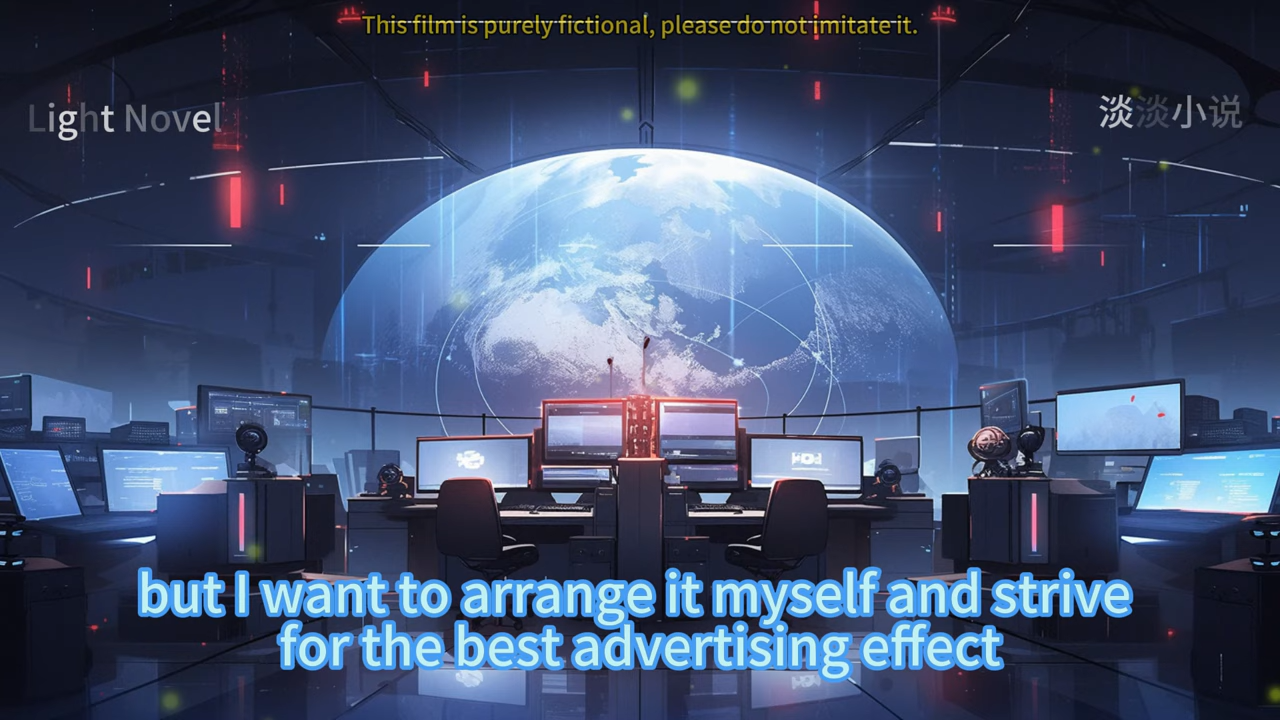 This film is purely fictional, please do not imitate it.
Light Novel
淡淡小说
but I want to arrange it myself and strive
for the best advertising effect